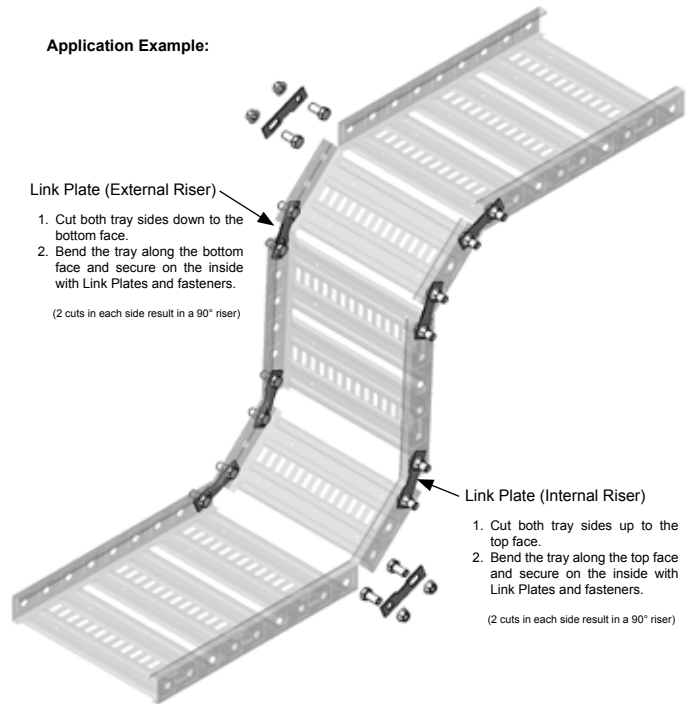 Application Example:
Link Plate (External Riser)
1. Cut both tray sides down to the
bottom face.
2. Bend the tray along the bottom
face and secure on the inside
with Link Plates and fasteners.
(2 cuts in each side result in a 90° riser)
Link Plate (Internal Riser)
1. Cut both tray sides up to the
top face.
2. Bend the tray along the top face
and secure on the inside with
Link Plates and fasteners.
(2 cuts in each side result in a 90° riser)